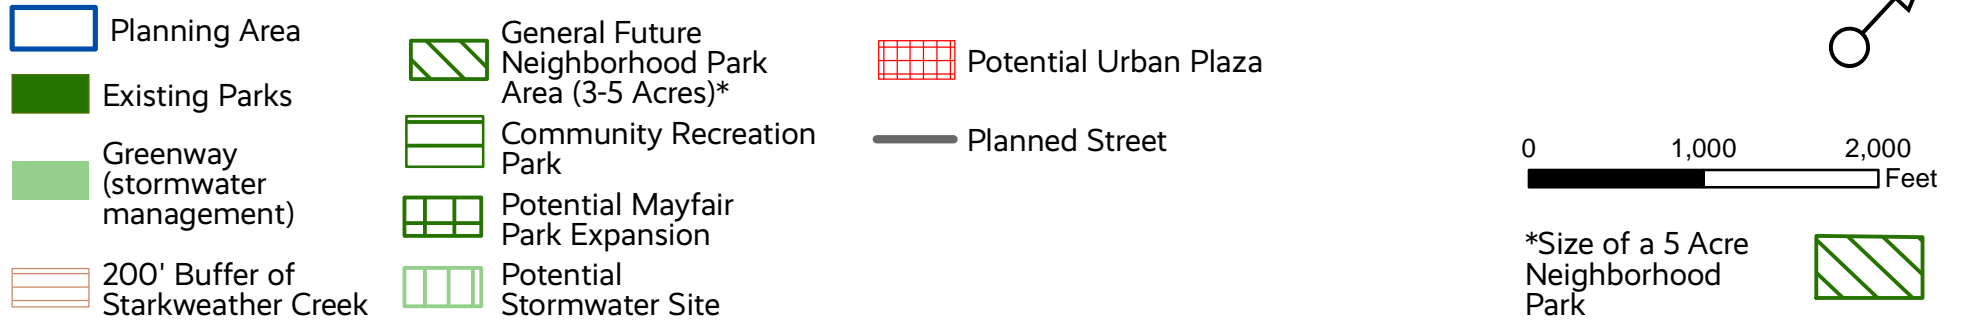 Planning Area
Existing Parks
Greenway
(stormwater
management)
200' Buffer of
Starkweather Creek
General Future
Neighborhood Park
Area (3-5 Acres)*
Community Recreation
Park
Potential Mayfair
Park Expansion
Potential
Stormwater Site
Potential Urban Plaza
Planned Street
0 1,000 2,000
Feet
*Size of a 5 Acre
Neighborhood
Park